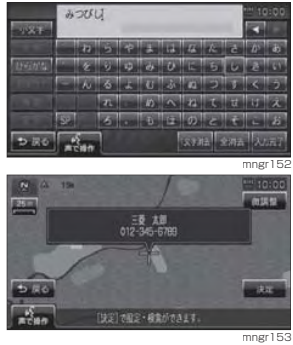 みつびし
10:00
小文字
わらやまはなたさかあ
ひらがな
をりゆみひにちしきい
ーんるよむふぬつすくう
れ めへねてせけえ
SP ろ もほのとそこお
戻る
声で操作
文字消去 全消去 入力完了
mngr152
N 10:00
25m
微調整
三菱 太郎
012-345-6789
戻る
決定
声で操作
[決定]で設定・検索ができます。
mngr153